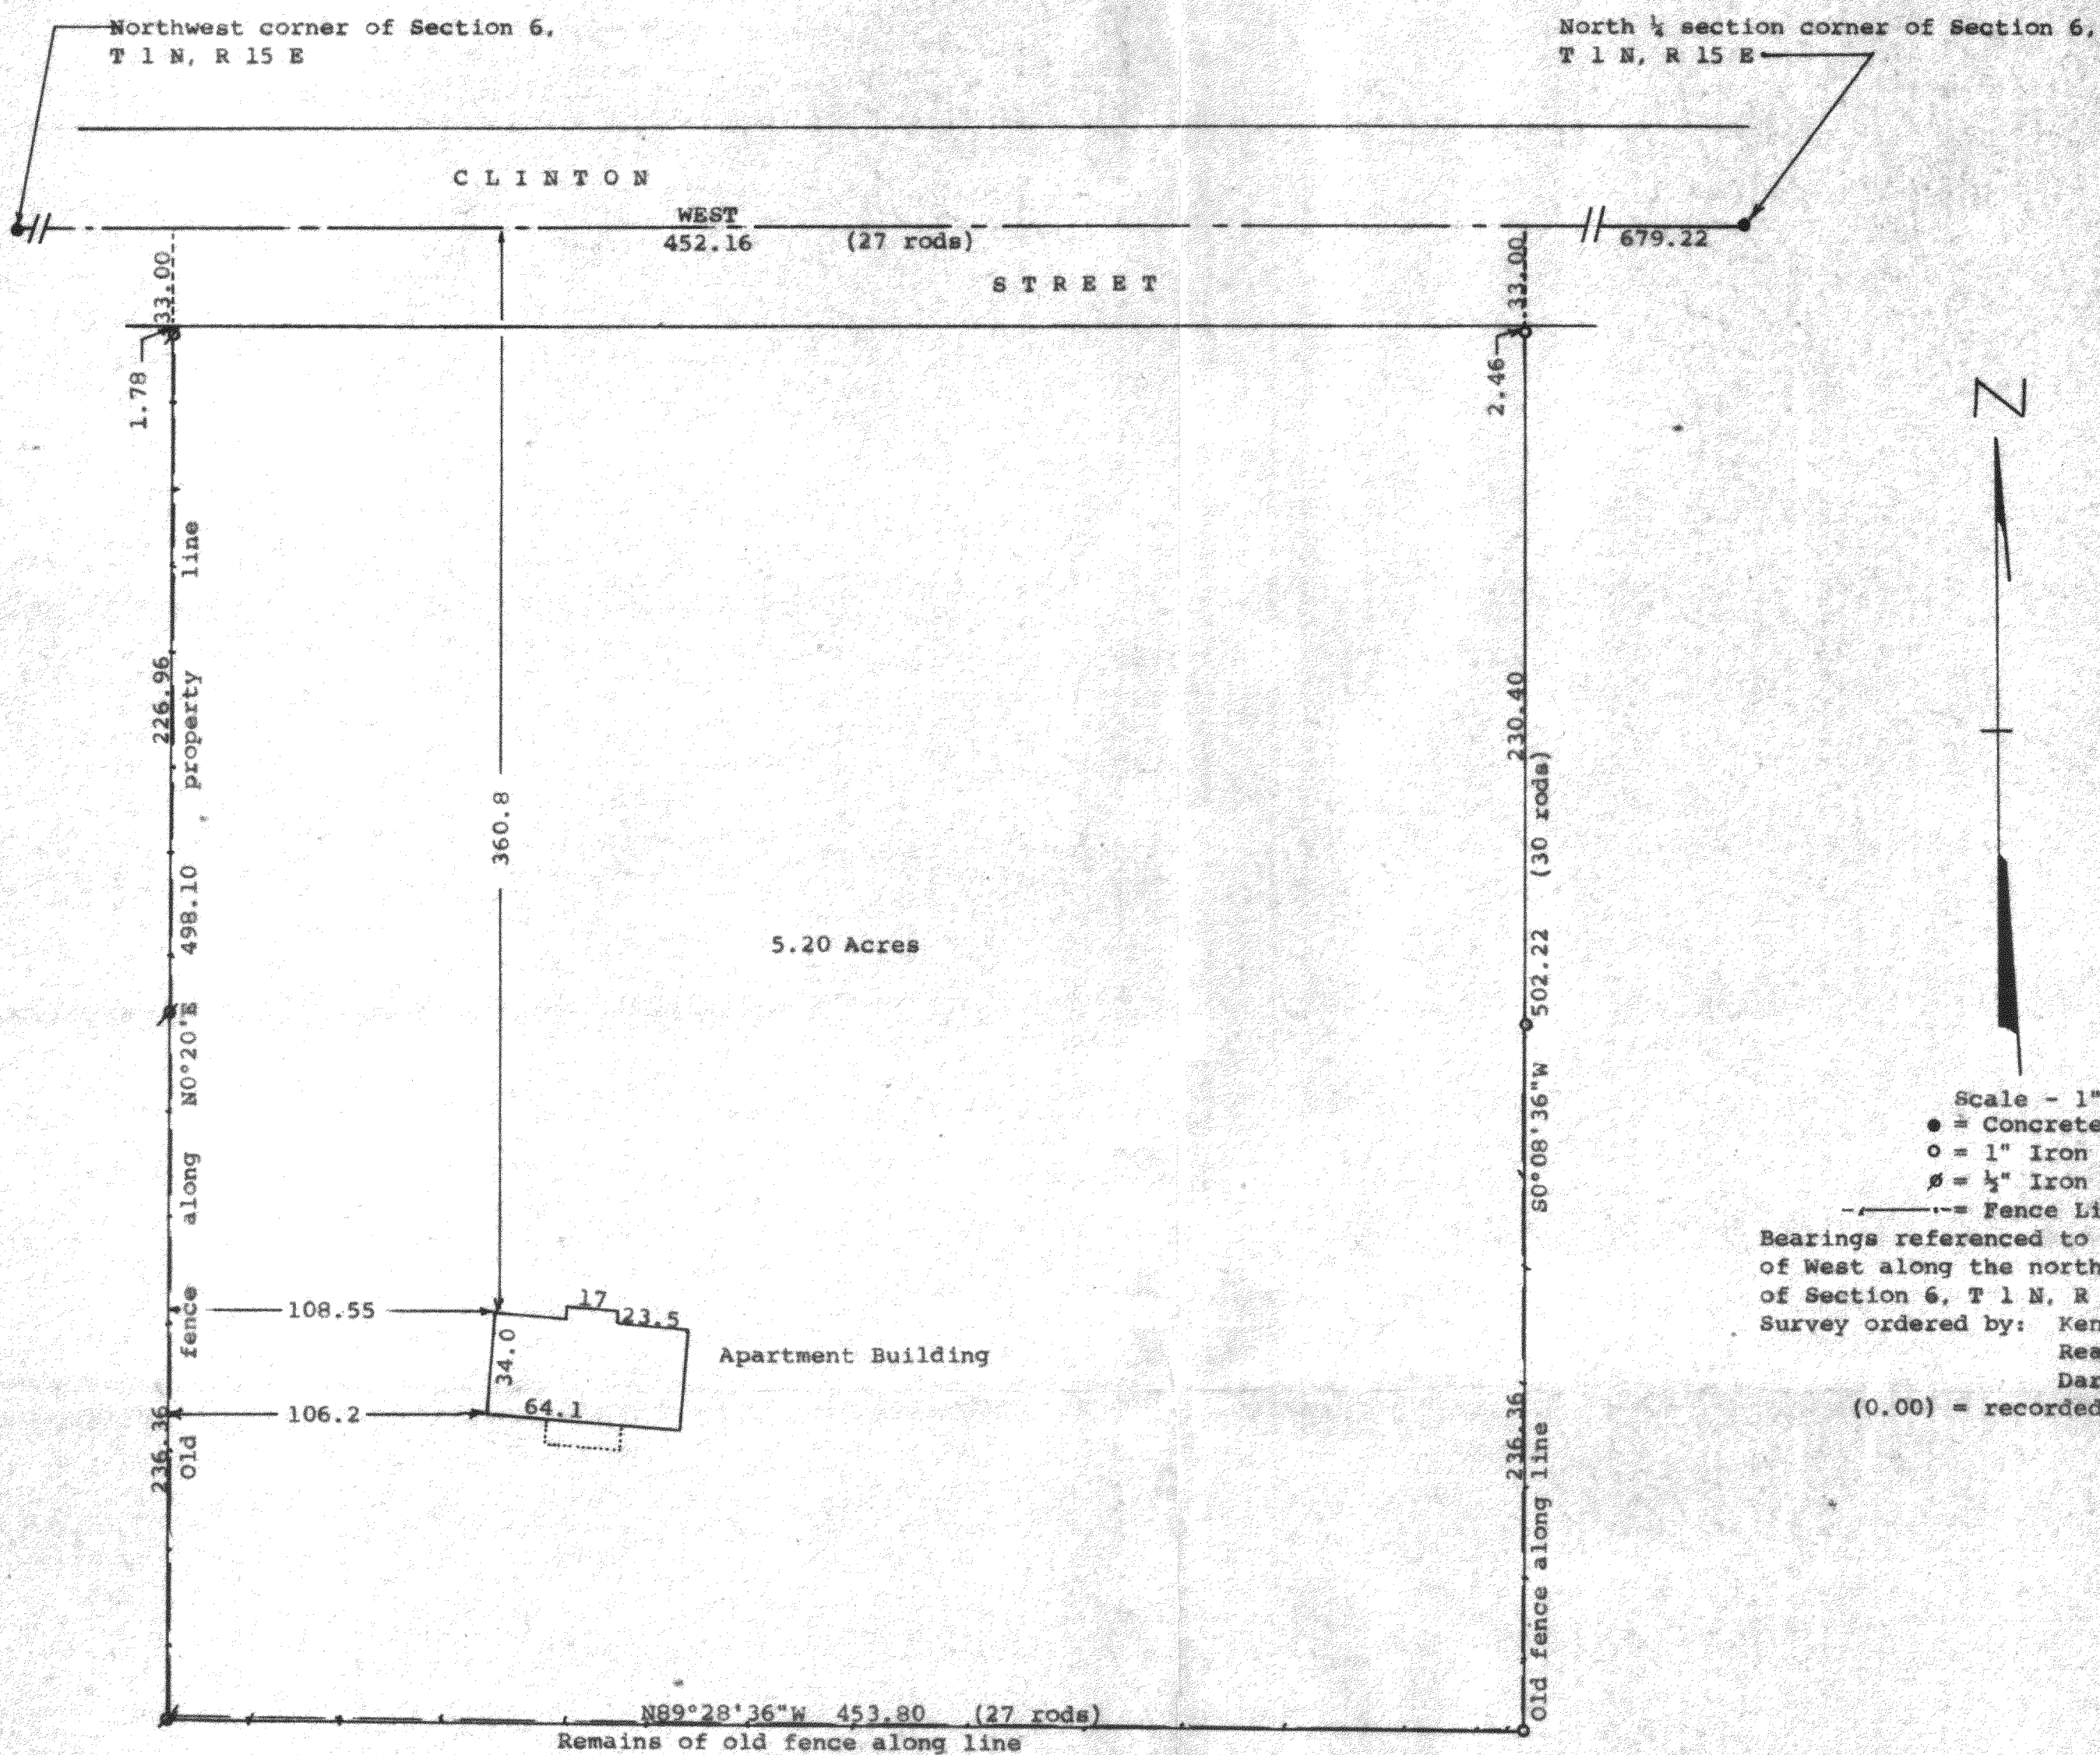 Northwest corner of Section 6,
T 1 N, R 15 E
North ¼ section corner of Section 6,
T 1 N, R 15 E
CLINTON
WEST
452.16 (27 rods)
679.22
STREET
33.00
33.00
1.78
2.46
N
226.96
Old fence along N0°20'E 498.10 property line
236.36
360.8
5.20 Acres
230.40
S0°08'36"W 502.22 (30 rods)
236.36
Old fence along line
108.55
17
23.5
34.0
Apartment Building
106.2
64.1
Scale - 1"
● = Concrete
o = 1" Iron
ø = ½" Iron
= Fence Li
Bearings referenced to
of West along the north
of Section 6, T 1 N, R
Survey ordered by: Ken
Rea
Dar
(0.00) = recorded
N89°28'36"W 453.80 (27 rods)
Remains of old fence along line